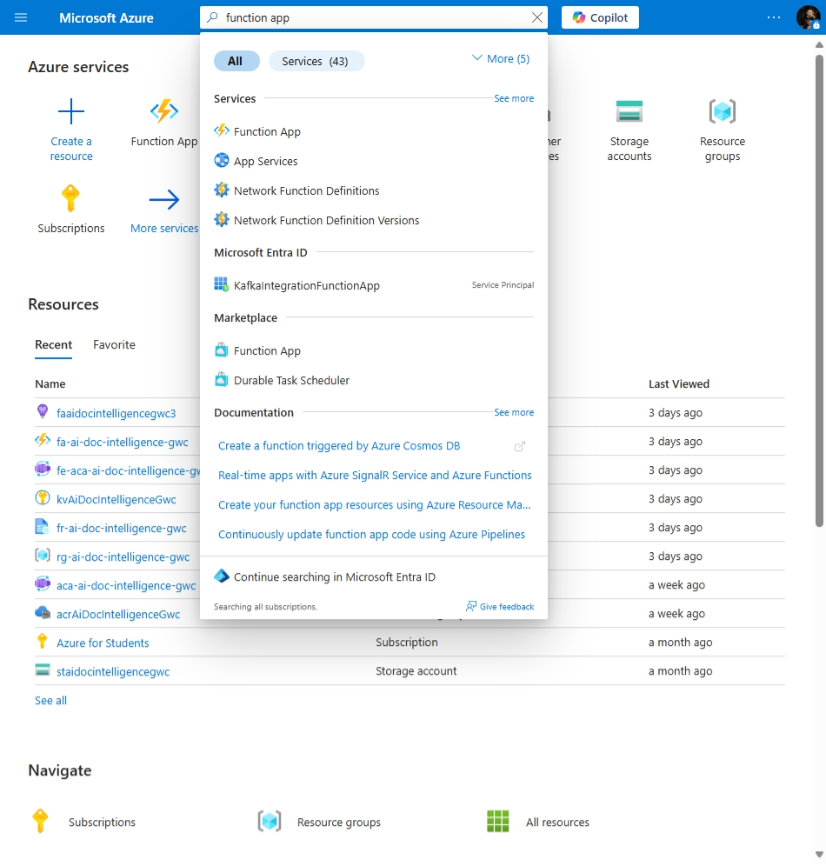 Microsoft Azure
function app
Copilot
All
Services (43)
More (5)
Services
See more
Function App
App Services
Network Function Definitions
Network Function Definition Versions
Microsoft Entra ID
KafkaIntegrationFunctionApp
Service Principal
Marketplace
Function App
Durable Task Scheduler
Documentation
See more
Create a function triggered by Azure Cosmos DB
Real-time apps with Azure SignalR Service and Azure Functions
Create your function app resources using Azure Resource Ma...
Continuously update function app code using Azure Pipelines
Continue searching in Microsoft Entra ID
Searching all subscriptions.
Give feedback
Azure services
Create a
resource
Function App
Storage
accounts
Resource
groups
Subscriptions
More services
Resources
Recent
Favorite
Name
Last Viewed
faaidocintelligencegwc3
3 days ago
fa-ai-doc-intelligence-gwc
3 days ago
fe-aca-ai-doc-intelligence-gw
3 days ago
kvAiDocIntelligenceGwc
3 days ago
fr-ai-doc-intelligence-gwc
3 days ago
rg-ai-doc-intelligence-gwc
3 days ago
aca-ai-doc-intelligence-gwc
a week ago
acrAiDocIntelligenceGwc
a week ago
Azure for Students
Subscription
a month ago
staidocintelligencegwc
Storage account
a month ago
See all
Navigate
Subscriptions
Resource groups
All resources